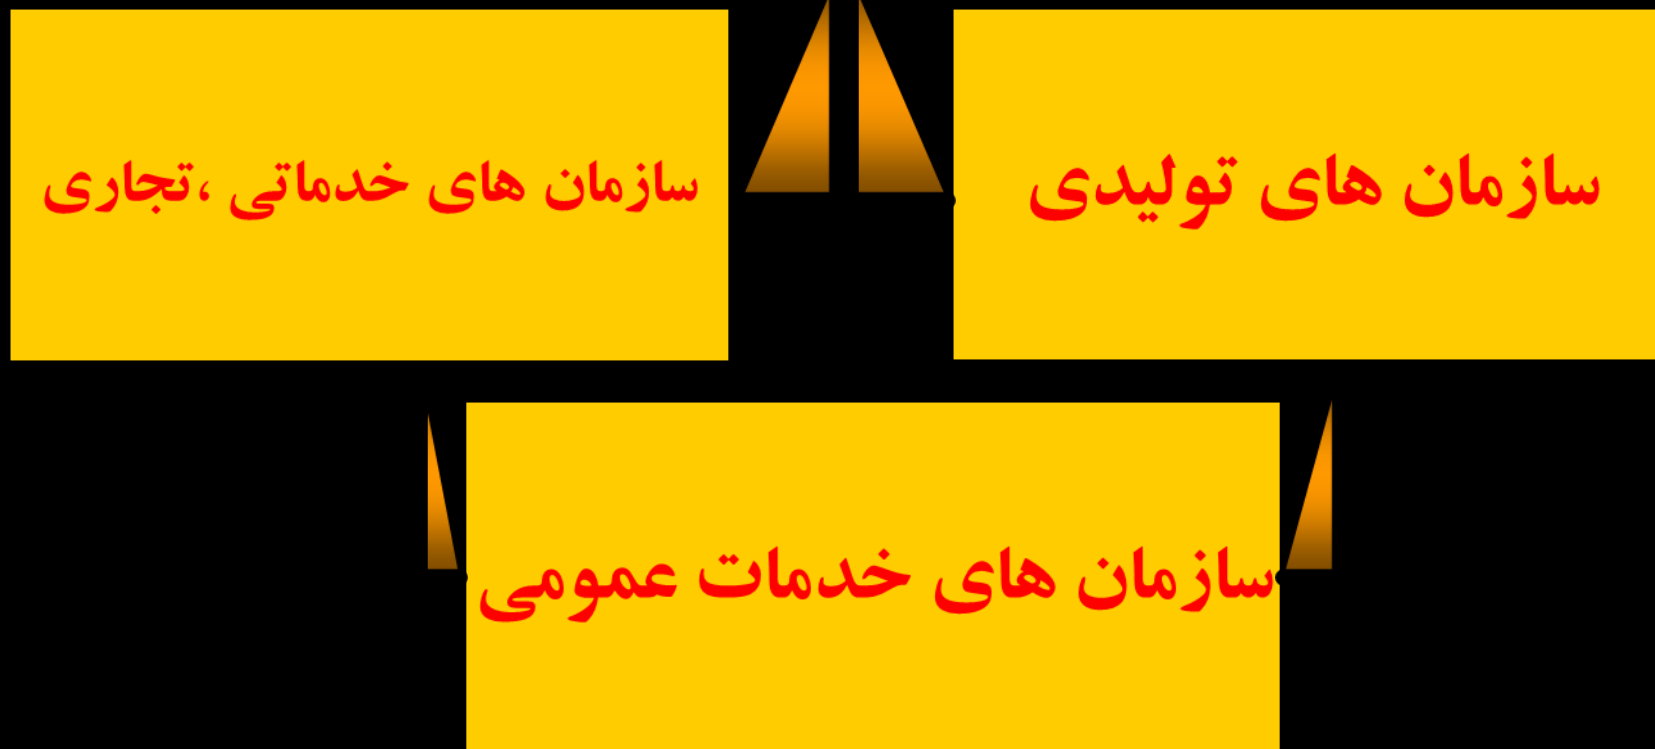 سازمان های تولیدی
سازمان های خدماتی ،تجاری
سازمان های خدمات عمومی